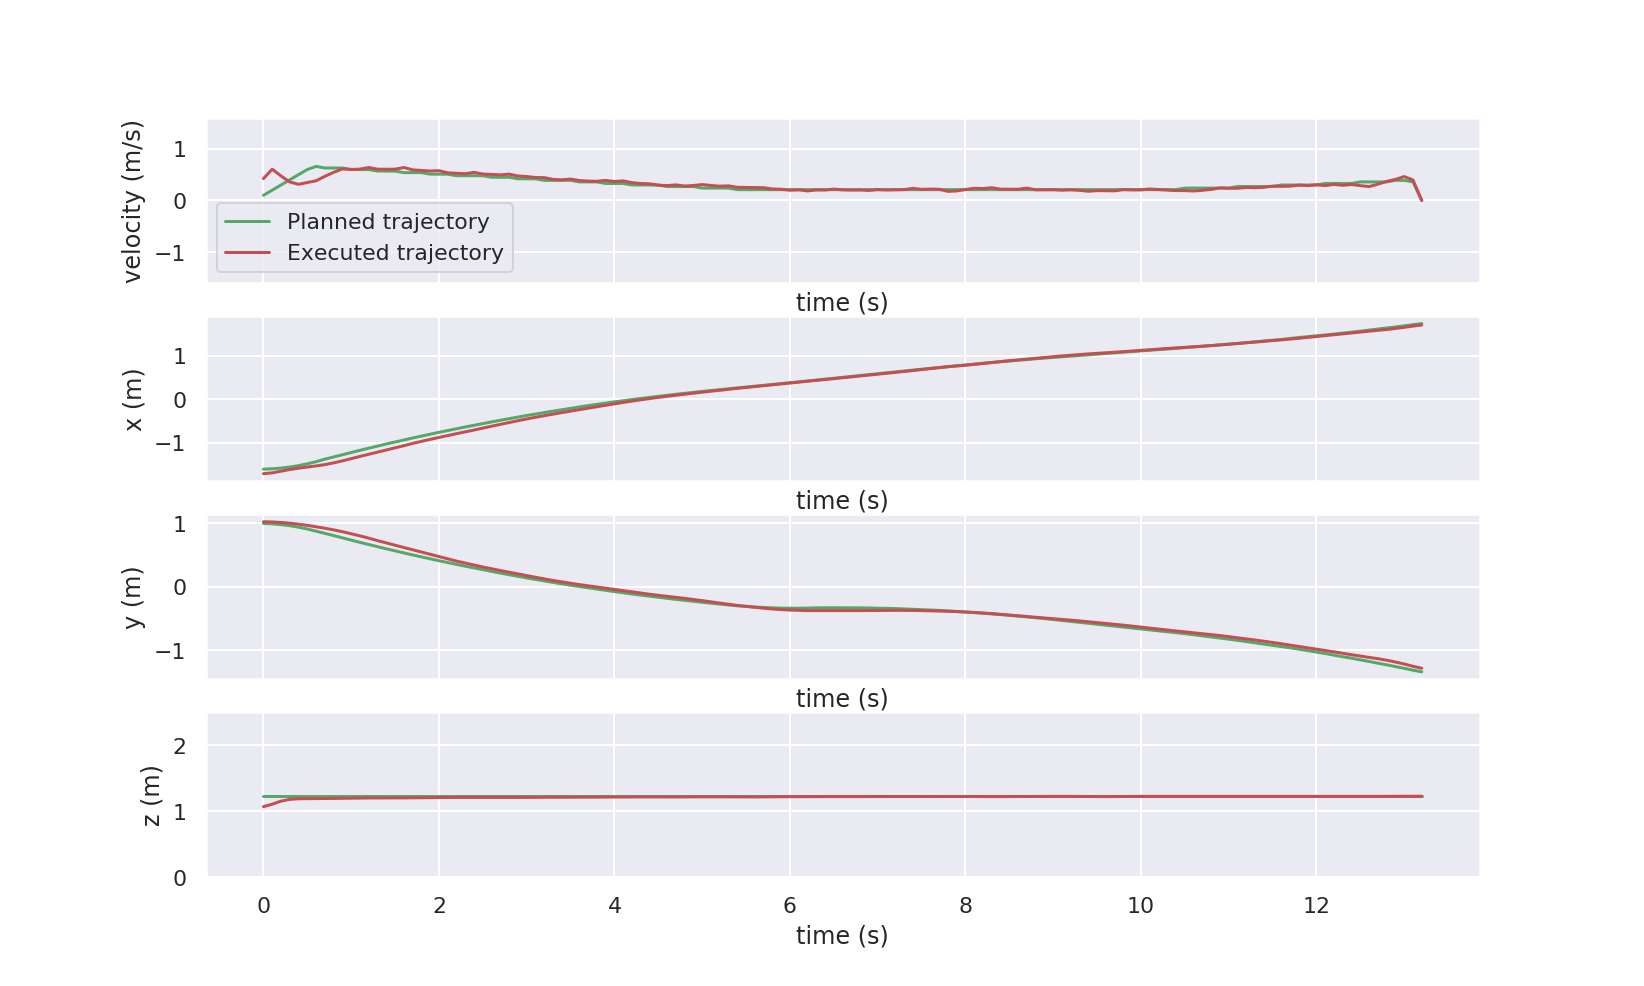 velocity (m/s)
1
0
−1
Planned trajectory
Executed trajectory
time (s)
x (m)
1
0
−1
time (s)
y (m)
1
0
−1
time (s)
z (m)
2
1
0
0 2 4 6 8 10 12
time (s)